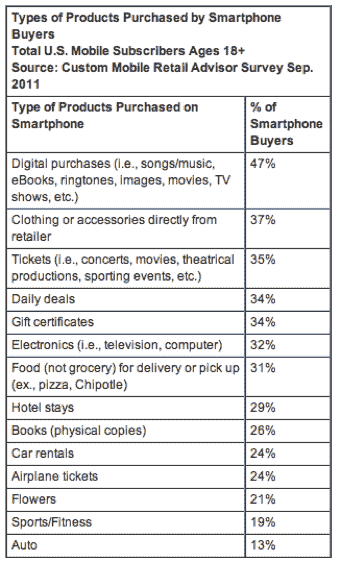 Types of Products Purchased by Smartphone
Buyers
Total U.S. Mobile Subscribers Ages 18+
Source: Custom Mobile Retail Advisor Survey Sep.
2011
Type of Products Purchased on
Smartphone
% of
Smartphone
Buyers
Digital purchases (i.e., songs/music,
eBooks, ringtones, images, movies, TV
shows, etc.)
47%
Clothing or accessories directly from
retailer
37%
Tickets (i.e., concerts, movies, theatrical
productions, sporting events, etc.)
35%
Daily deals
34%
Gift certificates
34%
Electronics (i.e., television, computer)
32%
Food (not grocery) for delivery or pick up
(ex., pizza, Chipotle)
31%
Hotel stays
29%
Books (physical copies)
26%
Car rentals
24%
Airplane tickets
24%
Flowers
21%
Sports/Fitness
19%
Auto
13%